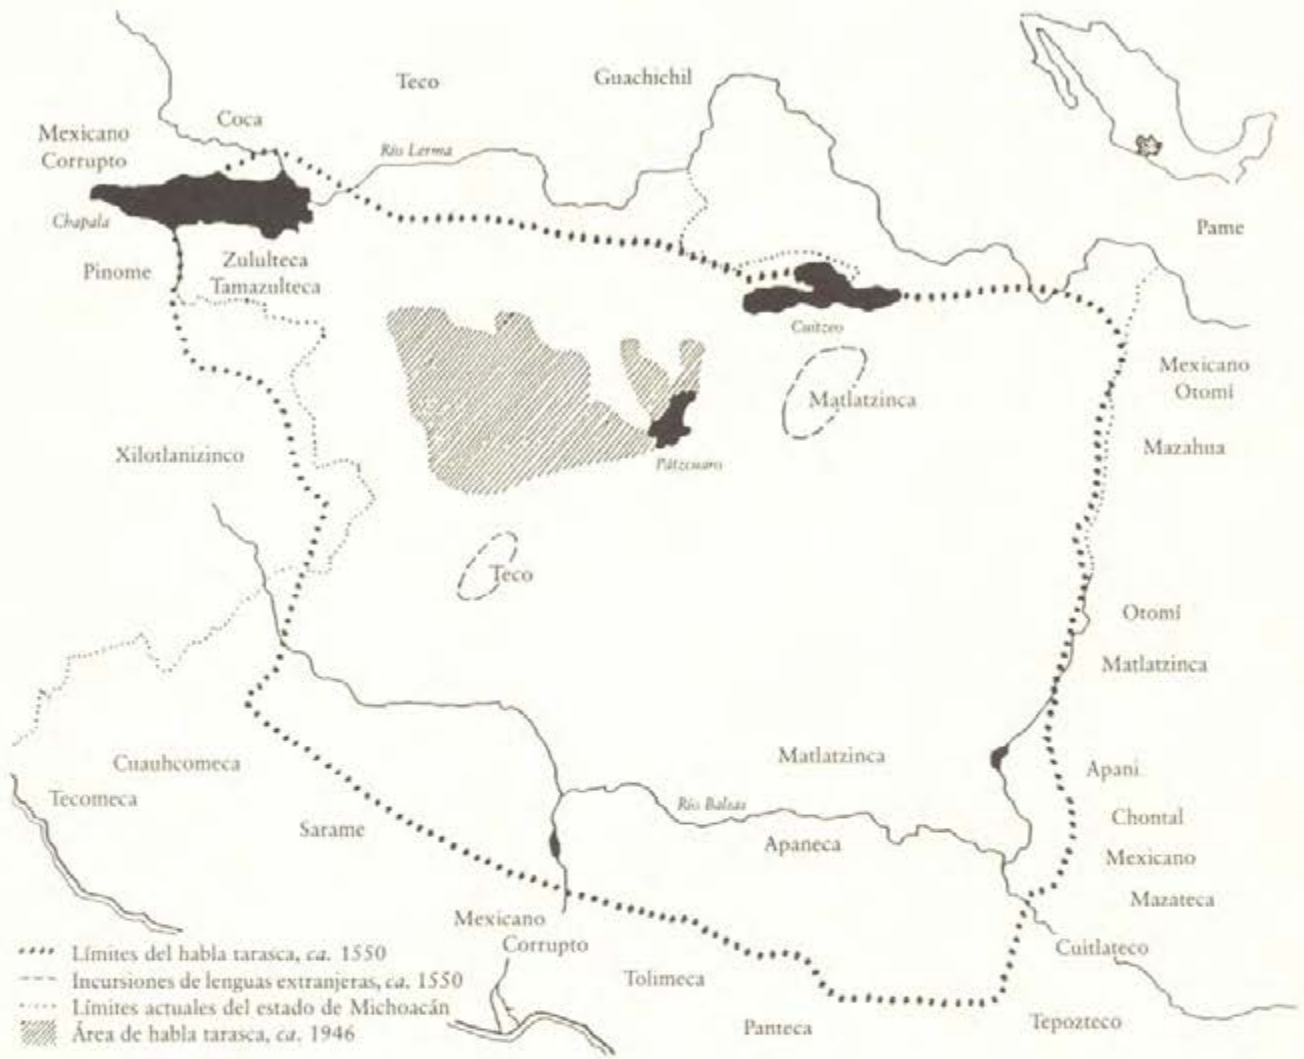 Teco
Guachichil
Coca
Mexicano
Corrupto
Río Lerma
Chapala
Pame
Pinome
Zululteca
Tamazulteca
Cuitzeo
Mexicano
Otomí
Matlatzinca
Mazahua
Xilotlanizinco
Pátzcuaro
Teco
Otomí
Matlatzinca
Cuauhcomeca
Matlatzinca
Apani
Tecomeca
Río Balsas
Sarame
Apaneca
Chontal
Mexicano
Mazateca
Mexicano
Corrupto
Cuitlateco
Tolimeca
Panteca
Tepozteco
Límites del habla tarasca, ca. 1550
Incursiones de lenguas extranjeras, ca. 1550
Límites actuales del estado de Michoacán
Área de habla tarasca, ca. 1946